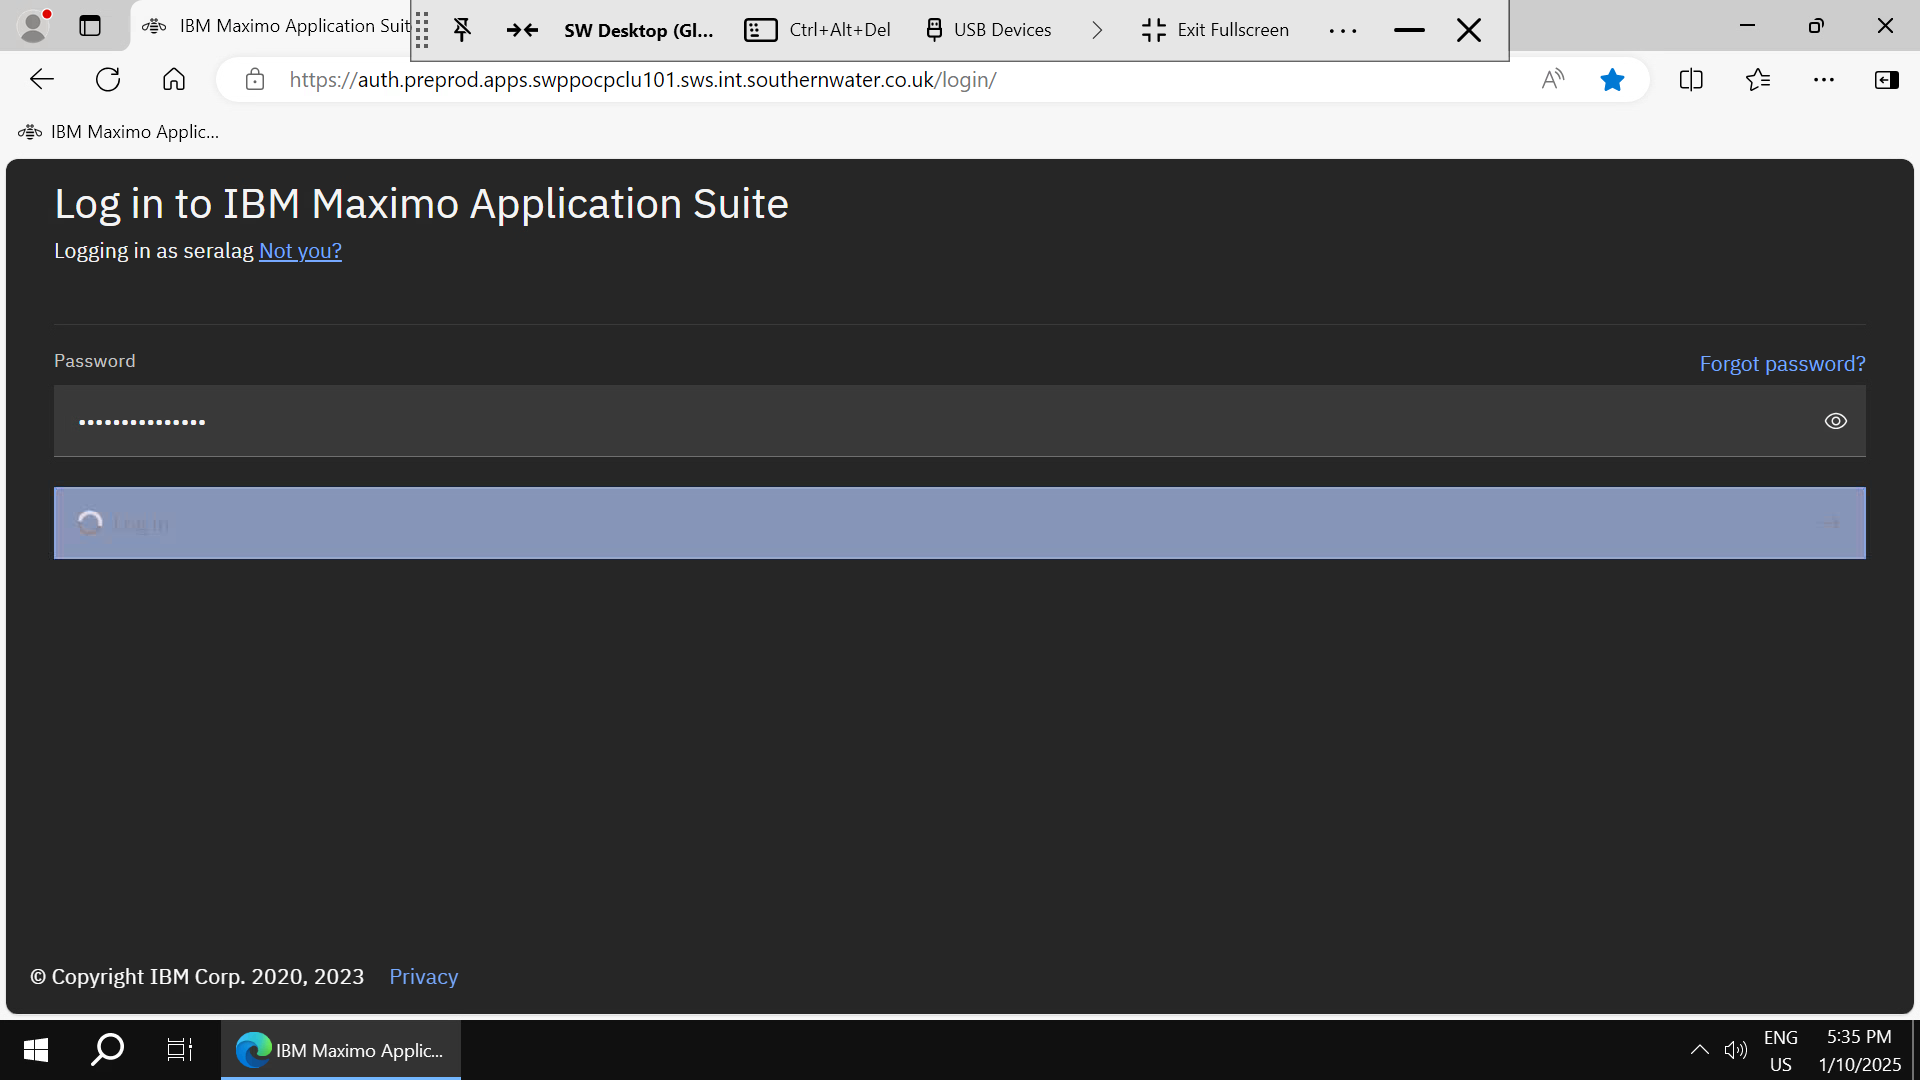 IBM Maximo Application Suit
SW Desktop (Gl...
Ctrl+Alt+Del
USB Devices
Exit Fullscreen
https://auth.preprod.apps.swppocpclu101.sws.int.southernwater.co.uk/login/
IBM Maximo Applic...
Log in to IBM Maximo Application Suite
Logging in as seralag Not you?
Password
Forgot password?
•••••••••••••••
Log in
© Copyright IBM Corp. 2020, 2023 Privacy
IBM Maximo Applic...
ENG
US
5:35 PM
1/10/2025